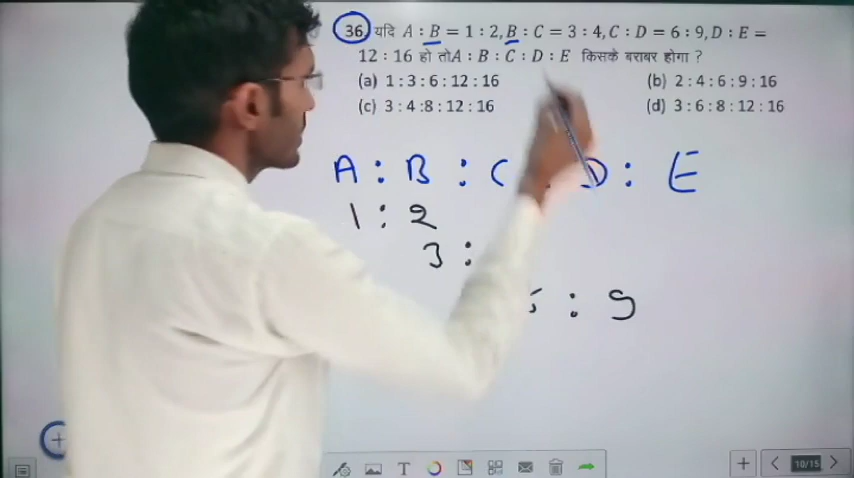 36. यदि A : B = 1 : 2, B : C = 3 : 4, C : D = 6 : 9, D : E =
12 : 16 हो तोA : B : C : D : E किसके बराबर होगा ?
(a) 1 : 3 : 6 : 12 : 16 (b) 2 : 4 : 6 : 9 : 16
(c) 3 : 4 :8 : 12 : 16 (d) 3 : 6 : 8 : 12 : 16
A : B : C : D : E
1 : 2
3 :
: 9
T
10/15